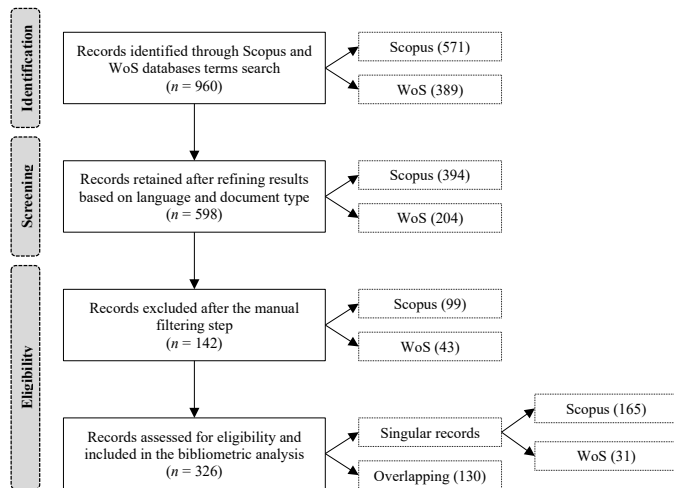 Identification
Records identified through Scopus and
WoS databases terms search
(n = 960)
Scopus (571)
WoS (389)
Screening
Records retained after refining results
based on language and document type
(n = 598)
Scopus (394)
WoS (204)
Eligibility
Records excluded after the manual
filtering step
(n = 142)
Scopus (99)
WoS (43)
Records assessed for eligibility and
included in the bibliometric analysis
(n = 326)
Singular records
Overlapping (130)
Scopus (165)
WoS (31)